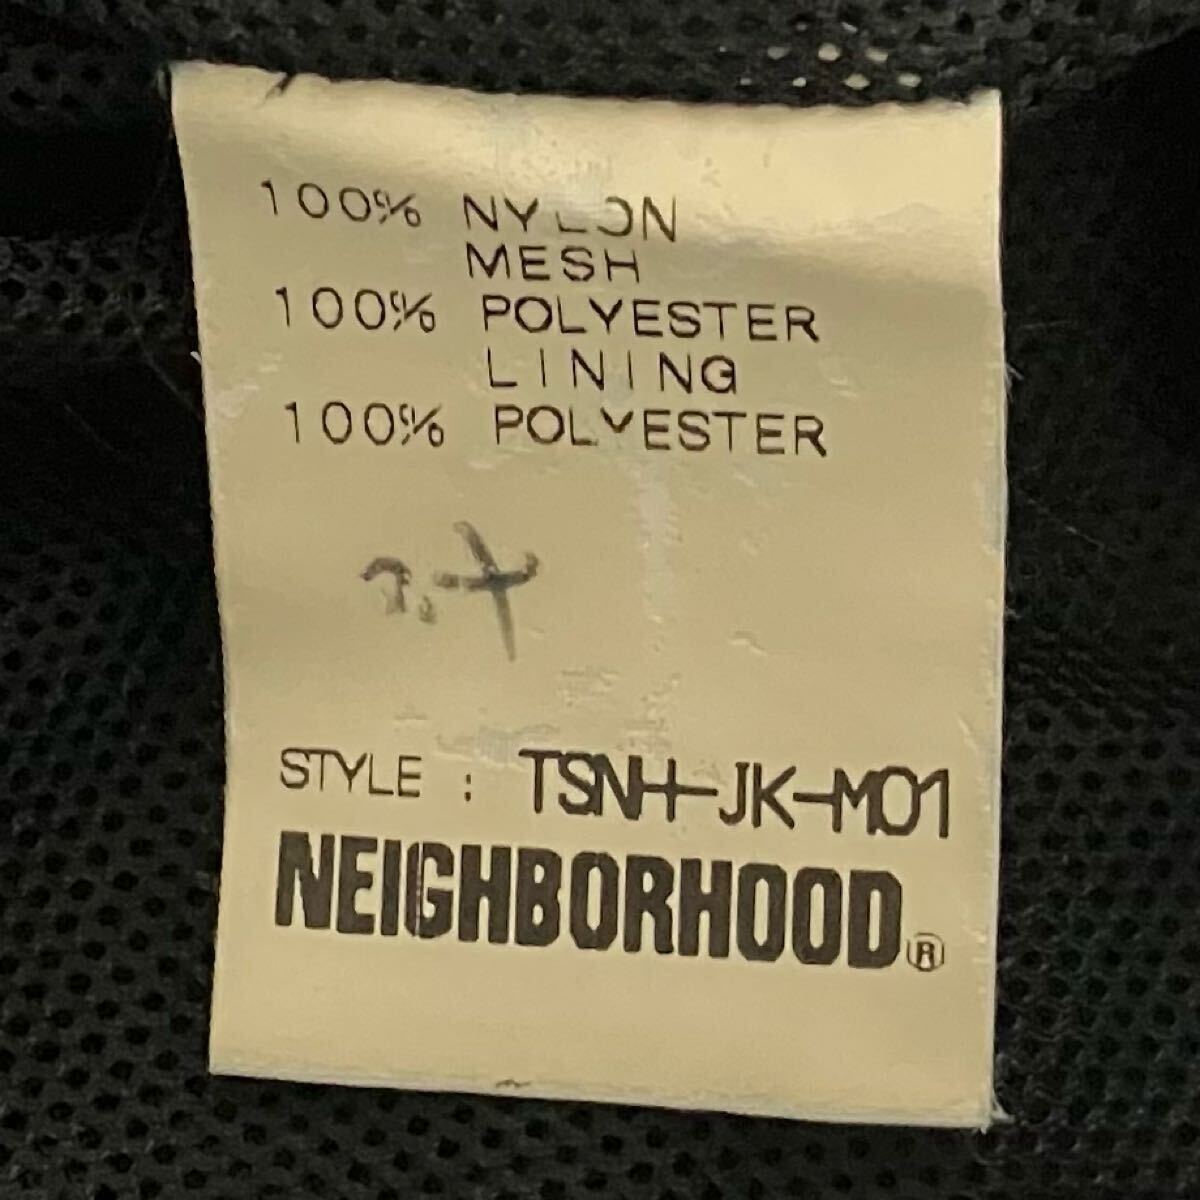 100% NYLON
MESH
100% POLYESTER
LINING
100% POLYESTER
STYLE : TSNH-JK-M01
NEIGHBORHOOD®